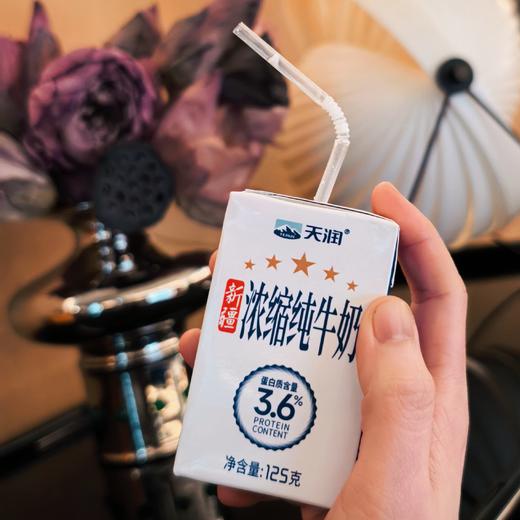 天润®
新疆
浓缩纯牛奶
蛋白质含量
3.6%
PROTEIN
CONTENT
净含量:125克